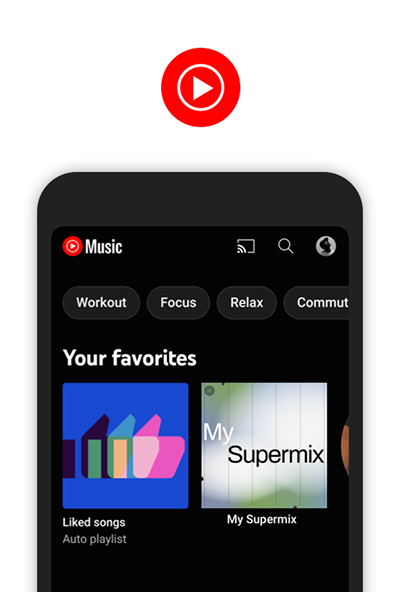 Music
Workout Focus Relax Commut
Your favorites
My
Supermix
Liked songs
My Supermix
Auto playlist